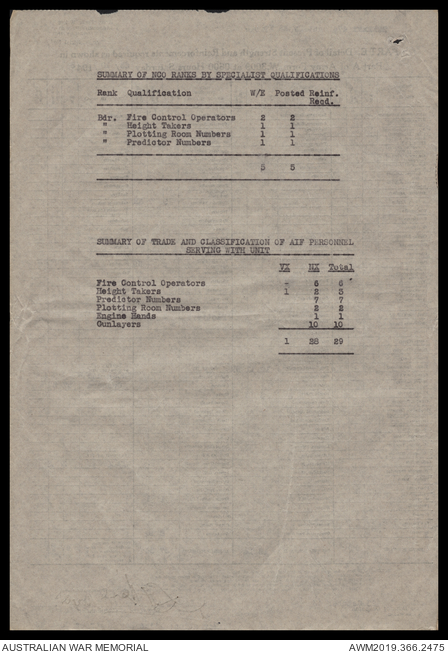 SUMMARY OF NCO RANKS BY SPECIALIST QUALIFICATIONS
Rank Qualification W/E Posted Reinf. Reqd.
Bdr. Fire Control Operators 2 2
" Height Takers 1 1
" Plotting Room Numbers 1 1
" Predictor Numbers 1 1
5 5
SUMMARY OF TRADE AND CLASSIFICATION OF AIF PERSONNEL
SERVING WITH UNIT
VX NX Total
Fire Control Operators - 6 6
Height Takers 1 2 3
Predictor Numbers 7 7
Plotting Room Numbers 2 2
Engine Hands 1 1
Gunlayers 10 10
1 28 29
AUSTRALIAN WAR MEMORIAL AWM2019.366.2475